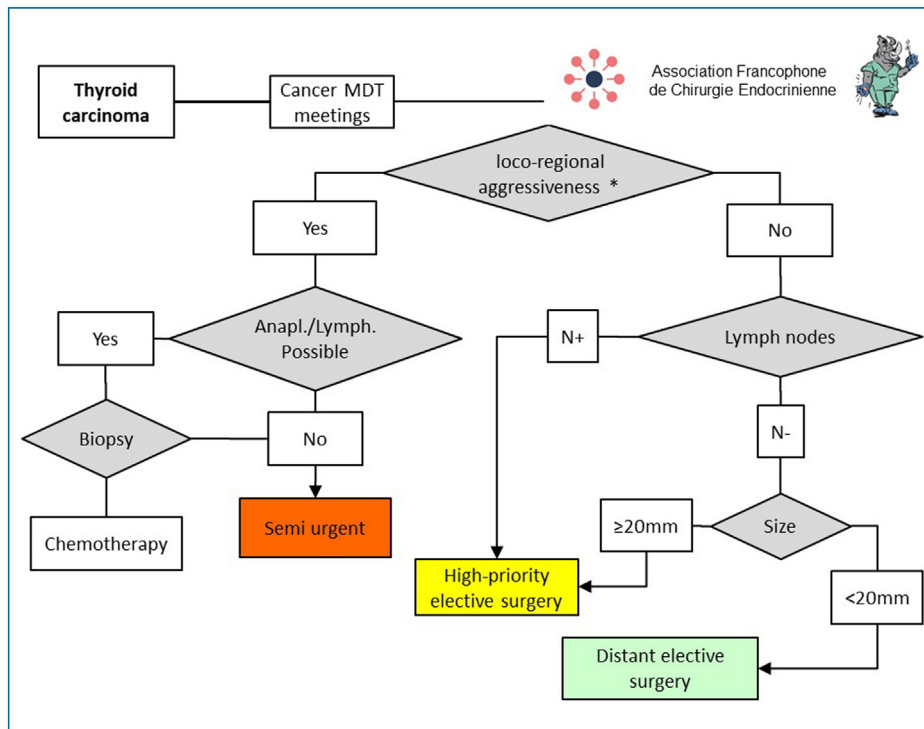 Thyroid
carcinoma
Cancer MDT
meetings
Association Francophone
de Chirurgie Endocrinienne
loco-regional
aggressiveness *
Yes
No
Anapl./Lymph.
Possible
Yes
N+
Lymph nodes
Biopsy
No
N-
Semi urgent
≥20mm
Size
Chemotherapy
High-priority
elective surgery
<20mm
Distant elective
surgery